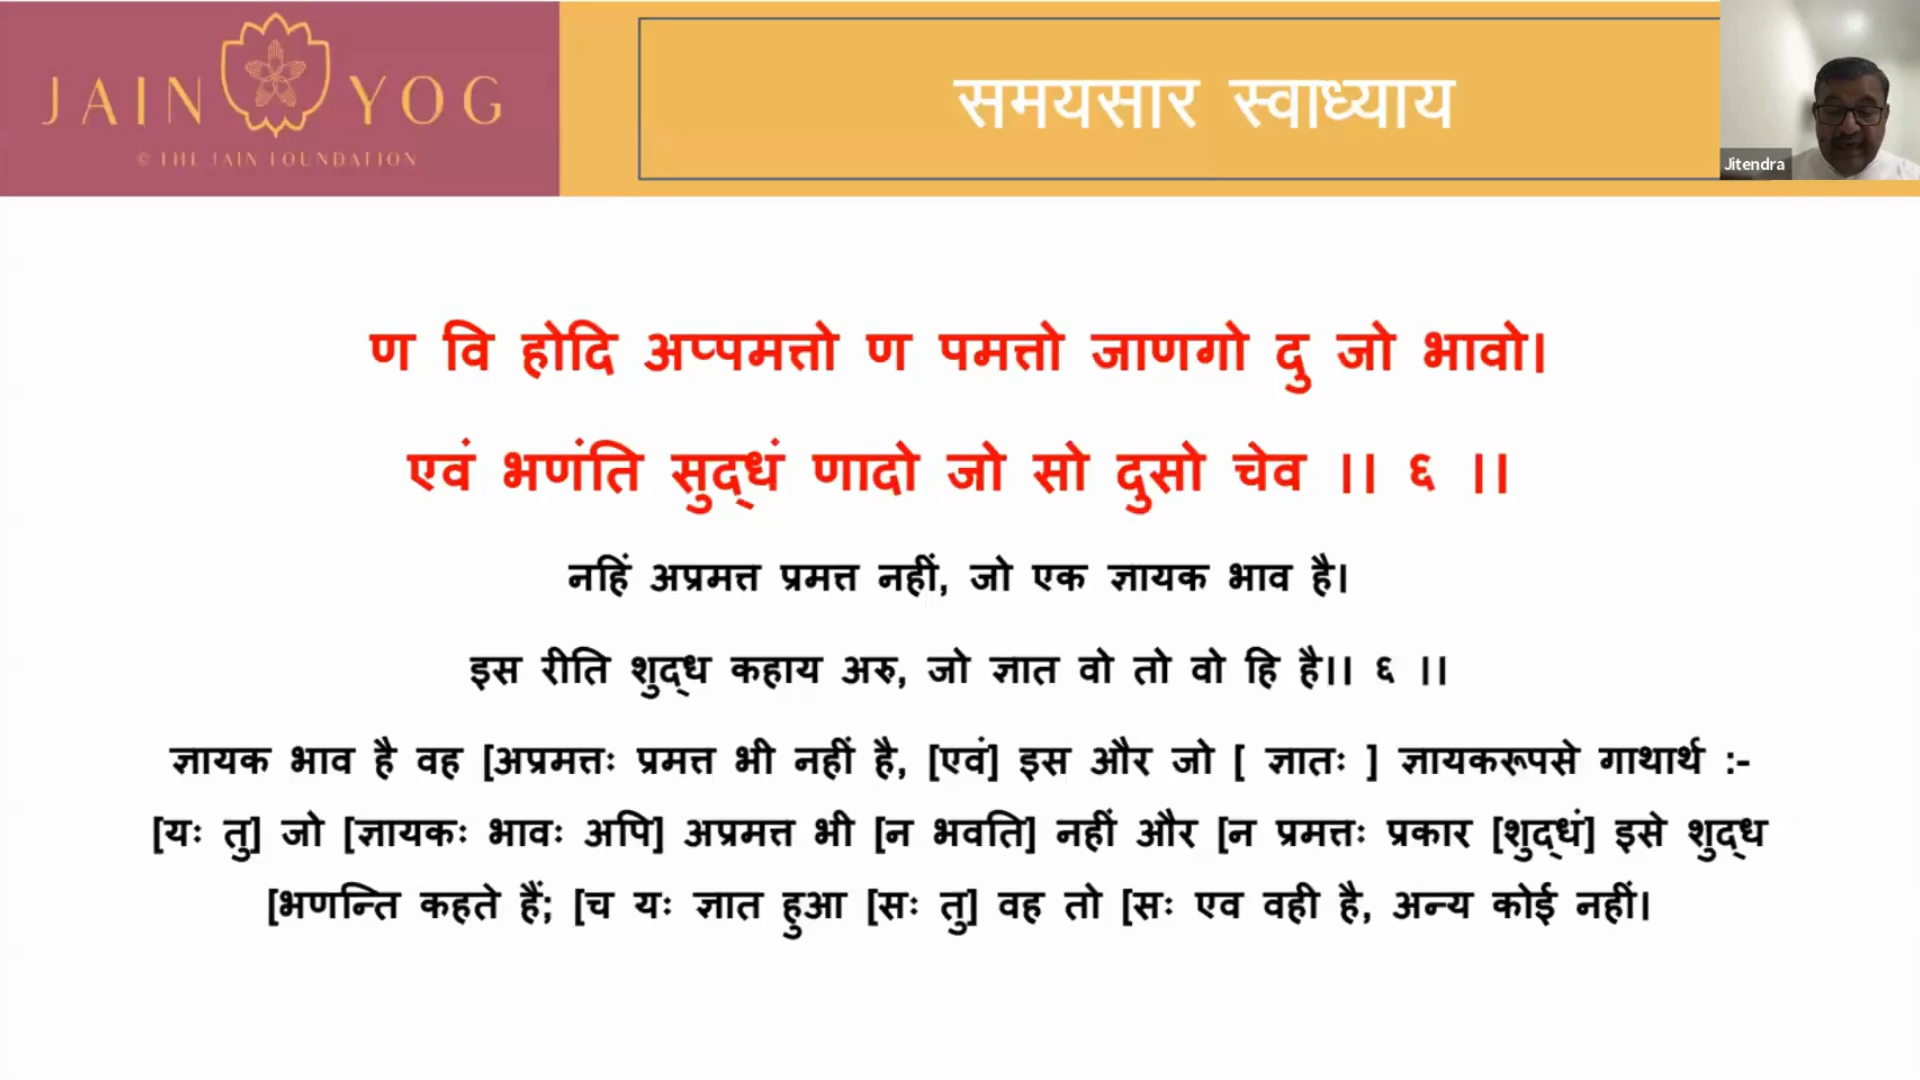 JAIN YOG
© THE JAIN FOUNDATION
समयसार स्वाध्याय
Jitendra
ण वि होदि अप्पमत्तो ण पमत्तो जाणगो दु जो भावो।
एवं भणंति सुद्धं णादो जो सो दुसो चेव ।। ६ ।।
नहिं अप्रमत्त प्रमत्त नहीं, जो एक ज्ञायक भाव है।
इस रीति शुद्ध कहाय अरु, जो ज्ञात वो तो वो हि है।। ६ ।।
ज्ञायक भाव है वह [अप्रमत्तः प्रमत्त भी नहीं है, [एवं] इस और जो [ ज्ञातः ] ज्ञायकरूपसे गाथार्थ :-
[यः तु] जो [ज्ञायकः भावः अपि] अप्रमत्त भी [न भवति] नहीं और [न प्रमत्तः प्रकार [शुद्धं] इसे शुद्ध
[भणन्ति कहते हैं; [च यः ज्ञात हुआ [सः तु] वह तो [सः एव वही है, अन्य कोई नहीं।